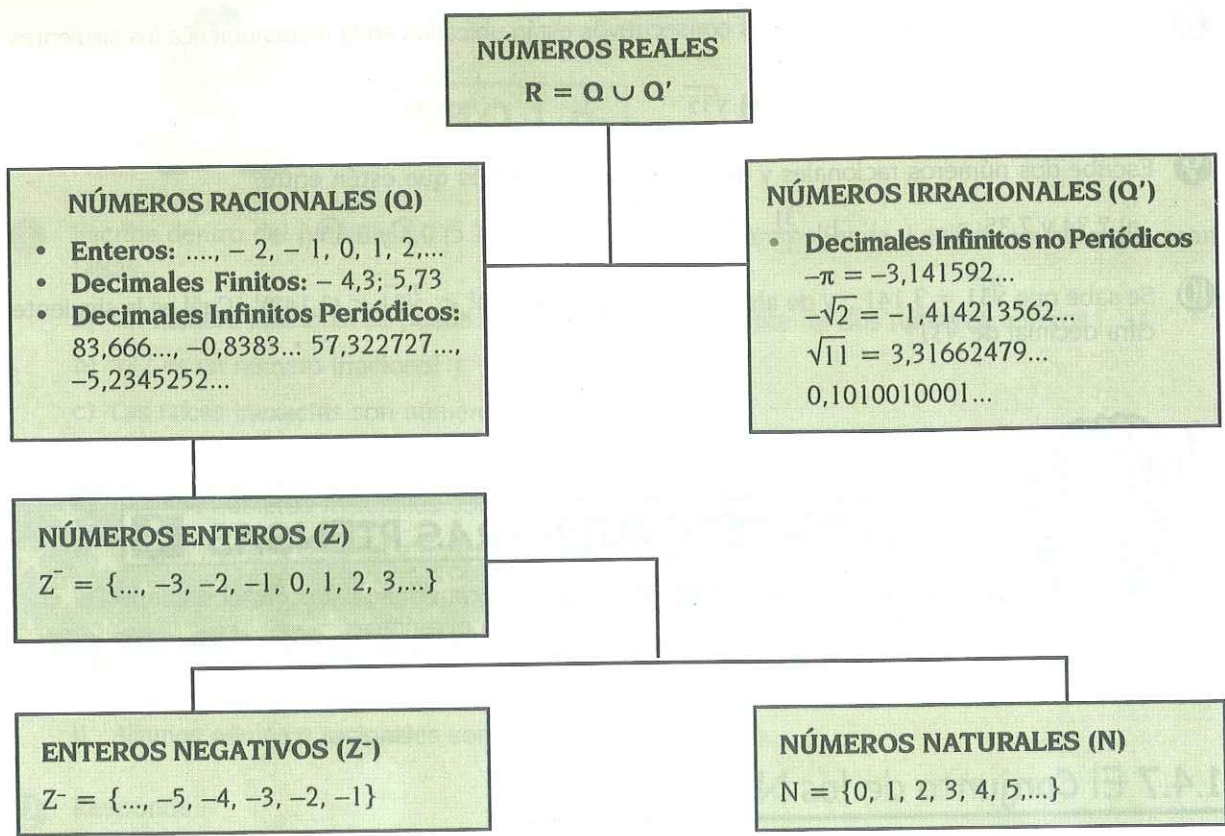 NÚMEROS REALES
R = Q ∪ Q'
NÚMEROS RACIONALES (Q)
• Enteros: ...., – 2, – 1, 0, 1, 2,...
• Decimales Finitos: – 4,3; 5,73
• Decimales Infinitos Periódicos:
83,666..., –0,8383... 57,322727...,
–5,2345252...
NÚMEROS IRRACIONALES (Q')
• Decimales Infinitos no Periódicos
–π = –3,141592...
–√2 = –1,414213562...
√11 = 3,31662479...
0,1010010001...
NÚMEROS ENTEROS (Z)
Z⁻ = {..., –3, –2, –1, 0, 1, 2, 3,...}
ENTEROS NEGATIVOS (Z⁻)
Z⁻ = {..., –5, –4, –3, –2, –1}
NÚMEROS NATURALES (N)
N = {0, 1, 2, 3, 4, 5,...}